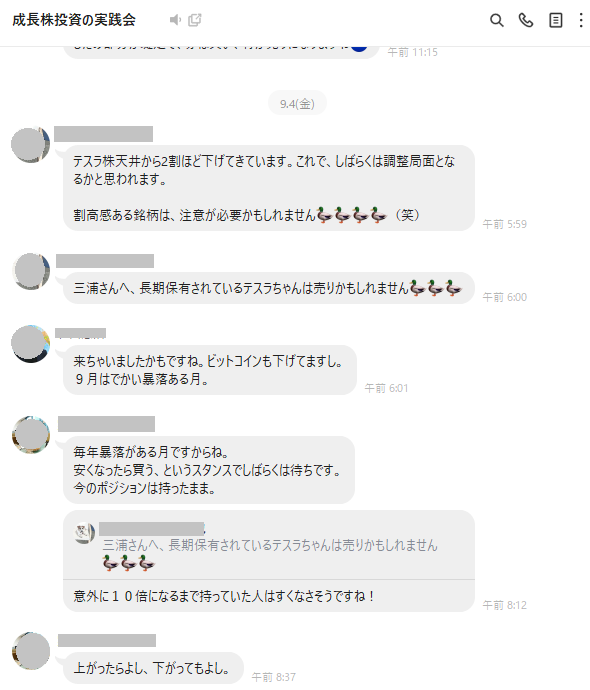 成長株投資の実践会
午前 11:15
9.4(金)
テスラ株天井から2割ほど下げてきています。これで、しばらくは調整局面とな
るかと思われます。
割高感ある銘柄は、注意が必要かもしれません🦆🦆🦆🦆（笑）
午前 5:59
三浦さんへ、長期保有されているテスラちゃんは売りかもしれません🦆🦆🦆
午前 6:00
来ちゃいましたかもですね。ビットコインも下げてますし。
９月はでかい暴落ある月。
午前 6:01
毎年暴落がある月ですからね。
安くなったら買う、というスタンスでしばらくは待ちです。
今のポジションは持ったまま。
三浦さんへ、長期保有されているテスラちゃんは売りかもしれません
🦆🦆🦆
意外に１０倍になるまで持っていた人はすくなさそうですね！
午前 8:12
上がったらよし、下がってもよし。
午前 8:37